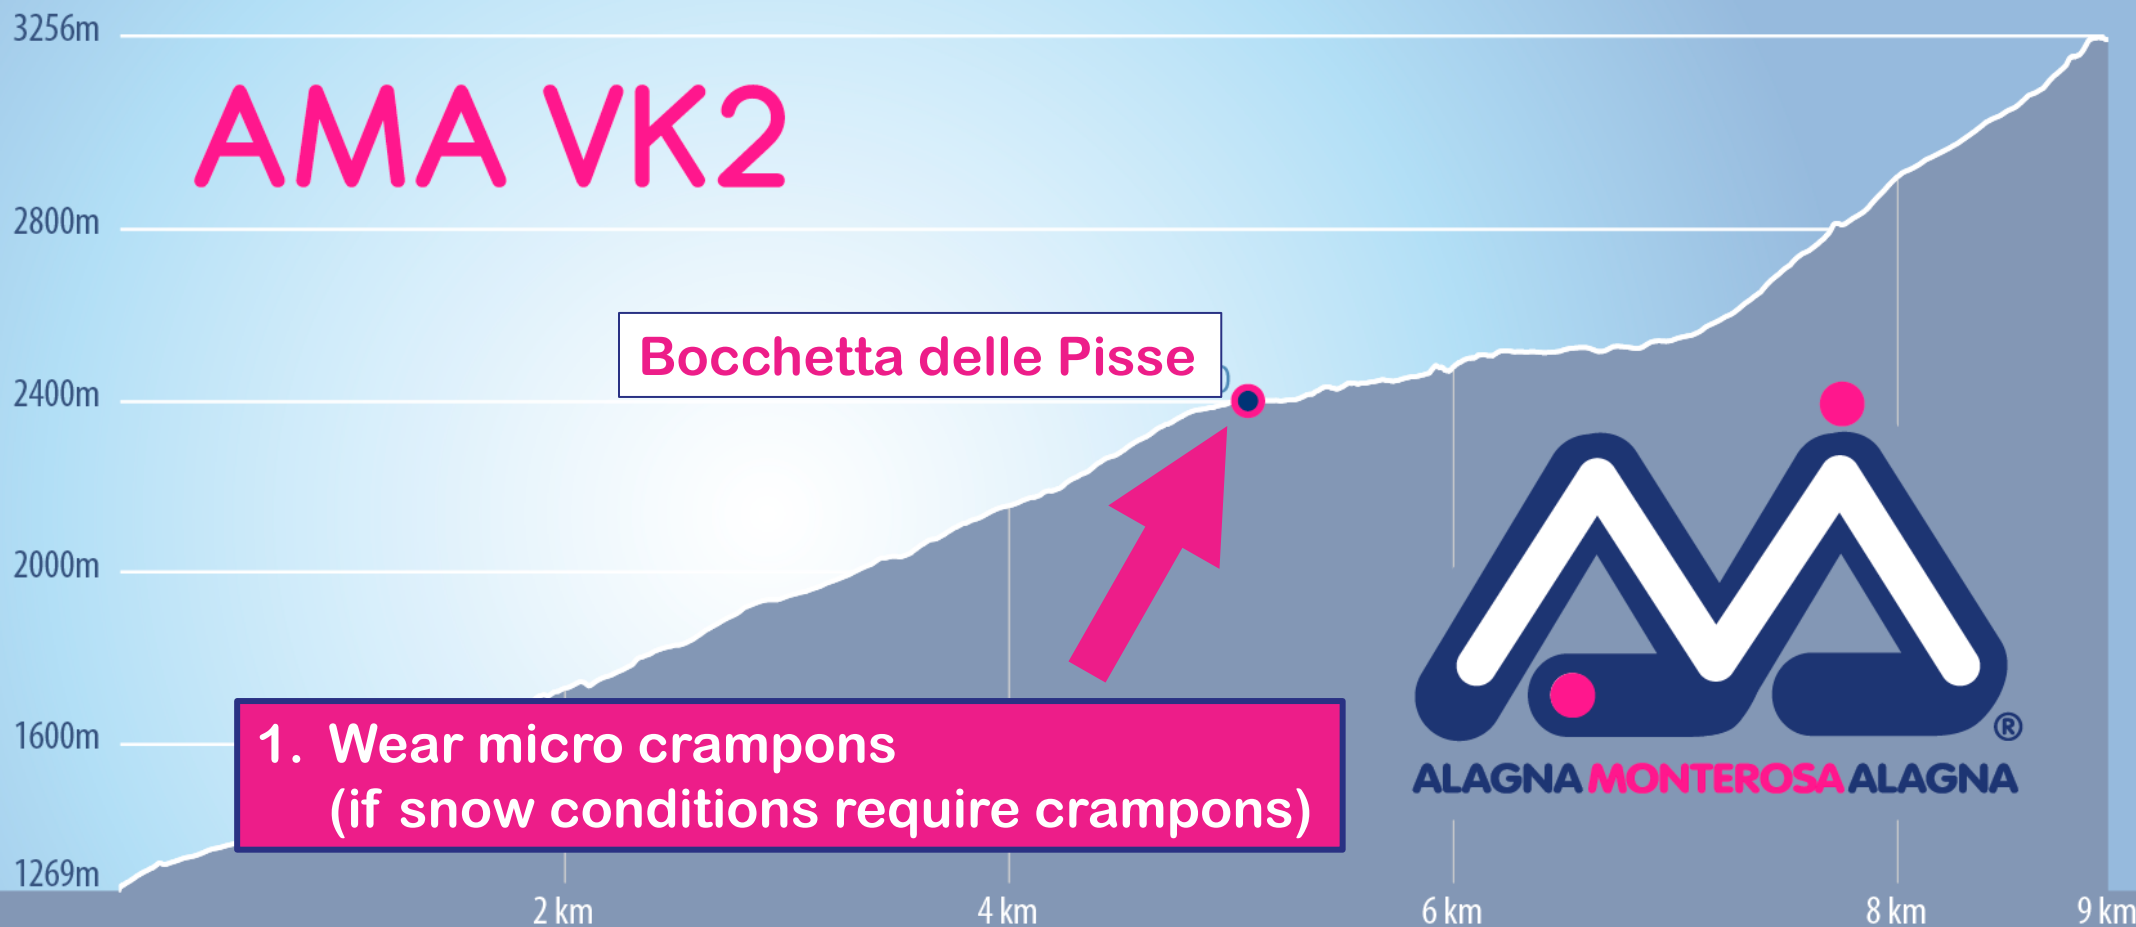 3256m
AMA VK2
2800m
Bocchetta delle Pisse
2400m
2000m
1600m
1. Wear micro crampons
(if snow conditions require crampons)
®
ALAGNA MONTEROSA ALAGNA
1269m
2 km
4 km
6 km
8 km
9 km